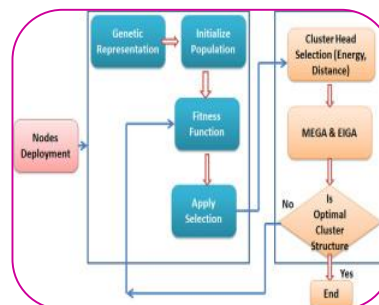 Genetic
Representation
Initialize
Population
Cluster Head
Selection (Energy,
Distance)
Fitness
Function
MEGA & EIGA
Nodes
Deployment
Apply
Selection
No
Is
Optimal
Cluster
Structure
Yes
End